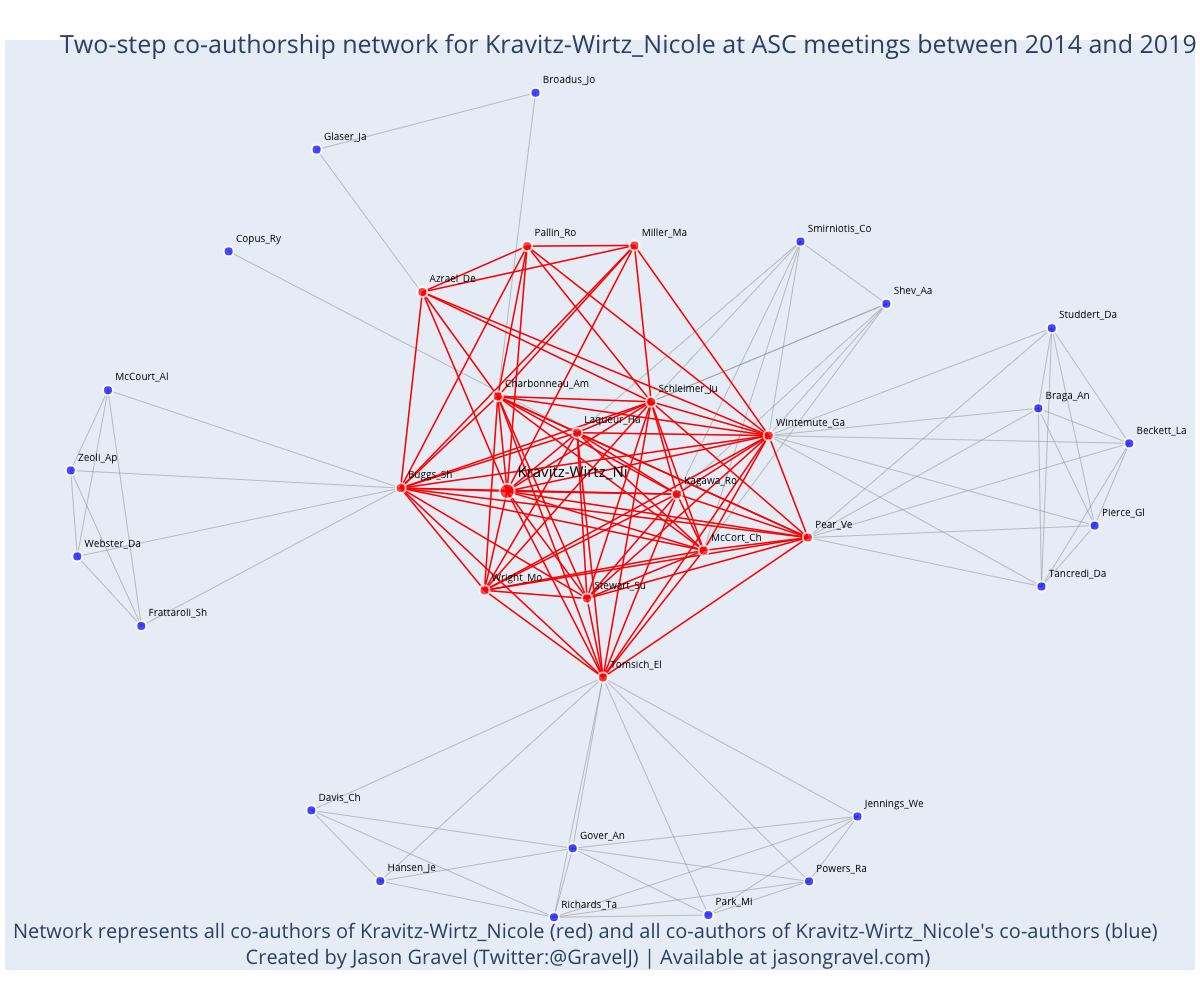 Two-step co-authorship network for Kravitz-Wirtz_Nicole at ASC meetings between 2014 and 2019
Broadus_Jo
Glaser_Ja
Smirniotis_Co
Pallin_Ro
Miller_Ma
Copus_Ry
Azrael_De
Shev_Aa
Studdert_Da
McCourt_Al
Charbonneau_Am
Schleimer_Ju
Braga_An
Laqueur_Ha
Wintemute_Ga
Beckett_La
Zeoli_Ap
Buggs_Sh
Kravitz-Wirtz_Ni
Kagawa_Ro
Pierce_Gl
Pear_Ve
McCort_Ch
Webster_Da
Tancredi_Da
Wright_Mo
Stewart_Su
Frattaroli_Sh
Tomsich_El
Davis_Ch
Jennings_We
Gover_An
Hansen_Je
Powers_Ra
Richards_Ta
Park_Mi
Network represents all co-authors of Kravitz-Wirtz_Nicole (red) and all co-authors of Kravitz-Wirtz_Nicole's co-authors (blue)
Created by Jason Gravel (Twitter:@GravelJ) | Available at jasongravel.com)